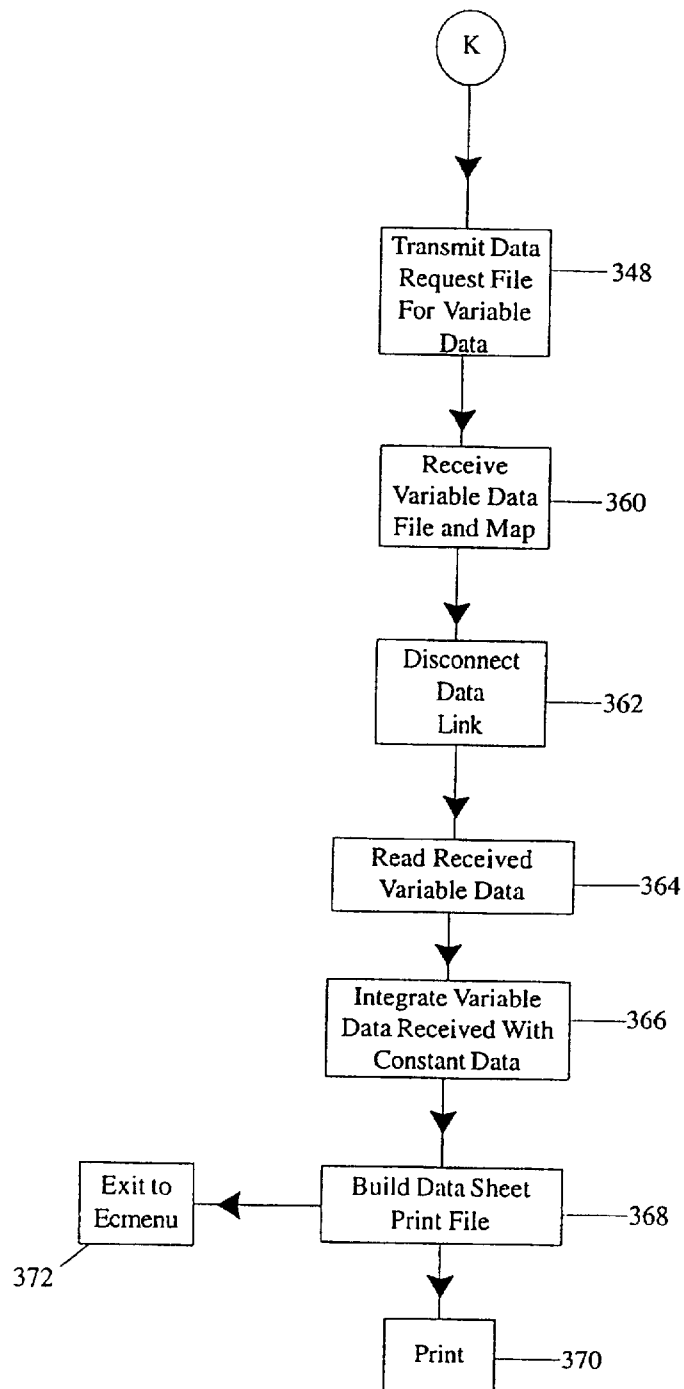 K
Transmit Data
Request File
For Variable
Data
348
Receive
Variable Data
File and Map
360
Disconnect
Data
Link
362
Read Received
Variable Data
364
Integrate Variable
Data Received With
Constant Data
366
Exit to
Ecmenu
372
Build Data Sheet
Print File
368
Print
370